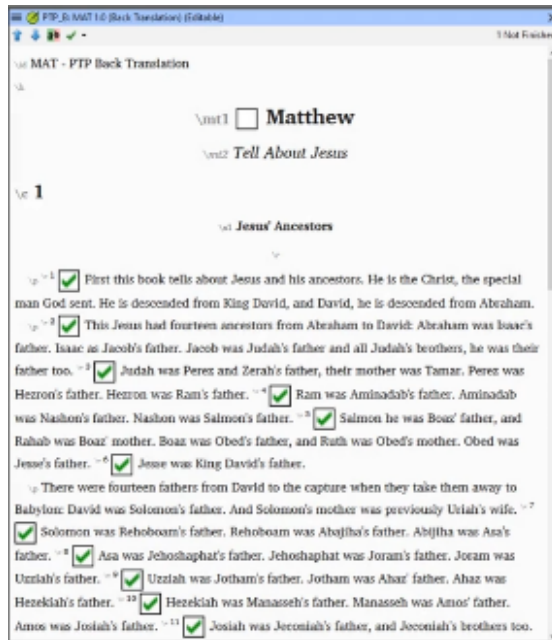 PTP_B: MAT 1:0 (Back Translation) (Editable)
1 Not Finished
MAT - PTP Back Translation
\h
\mt1 Matthew
\mt2 Tell About Jesus
\c 1
\s1 Jesus' Ancestors
\p \v 1 First this book tells about Jesus and his ancestors. He is the Christ, the special
man God sent. He is descended from King David, and David, he is descended from Abraham.
\p \v 2 This Jesus had fourteen ancestors from Abraham to David: Abraham was Isaac's
father. Isaac as Jacob's father. Jacob was Judah's father and all Judah's brothers, he was their
father too. \v 3 Judah was Perez and Zerah's father, their mother was Tamar. Perez was
Hezron's father. Hezron was Ram's father. \v 4 Ram was Aminadab's father. Aminadab
was Nashon's father. Nashon was Salmon's father. \v 5 Salmon he was Boaz' father, and
Rahab was Boaz' mother. Boaz was Obed's father, and Ruth was Obed's mother. Obed was
Jesse's father. \v 6 Jesse was King David's father.
\p There were fourteen fathers from David to the capture when they take them away to
Babylon: David was Solomon's father. And Solomon's mother was previously Uriah's wife. \v 7
Solomon was Rehoboam's father. Rehoboam was Abajiha's father. Abijiha was Asa's
father. \v 8 Asa was Jehoshaphat's father. Jehoshaphat was Joram's father. Joram was
Uzziah's father. \v 9 Uzziah was Jotham's father. Jotham was Ahaz' father. Ahaz was
Hezekiah's father. \v 10 Hezekiah was Manasseh's father. Manasseh was Amos' father.
Amos was Josiah's father. \v 11 Josiah was Jeconiah's father, and Jeconiah's brothers too.